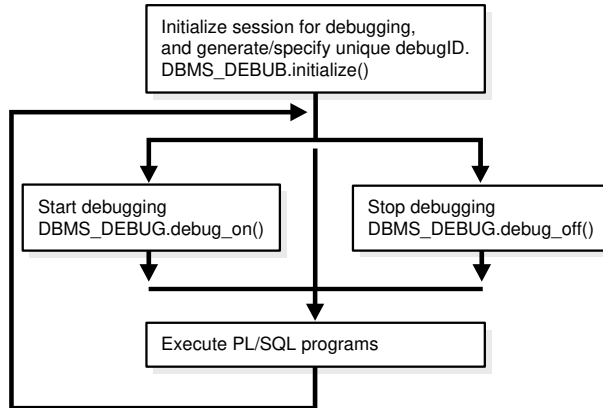 Initialize session for debugging,
and generate/specify unique debugID.
DBMS_DEBUB.initialize()
Start debugging
DBMS_DEBUG.debug_on()
Stop debugging
DBMS_DEBUG.debug_off()
Execute PL/SQL programs